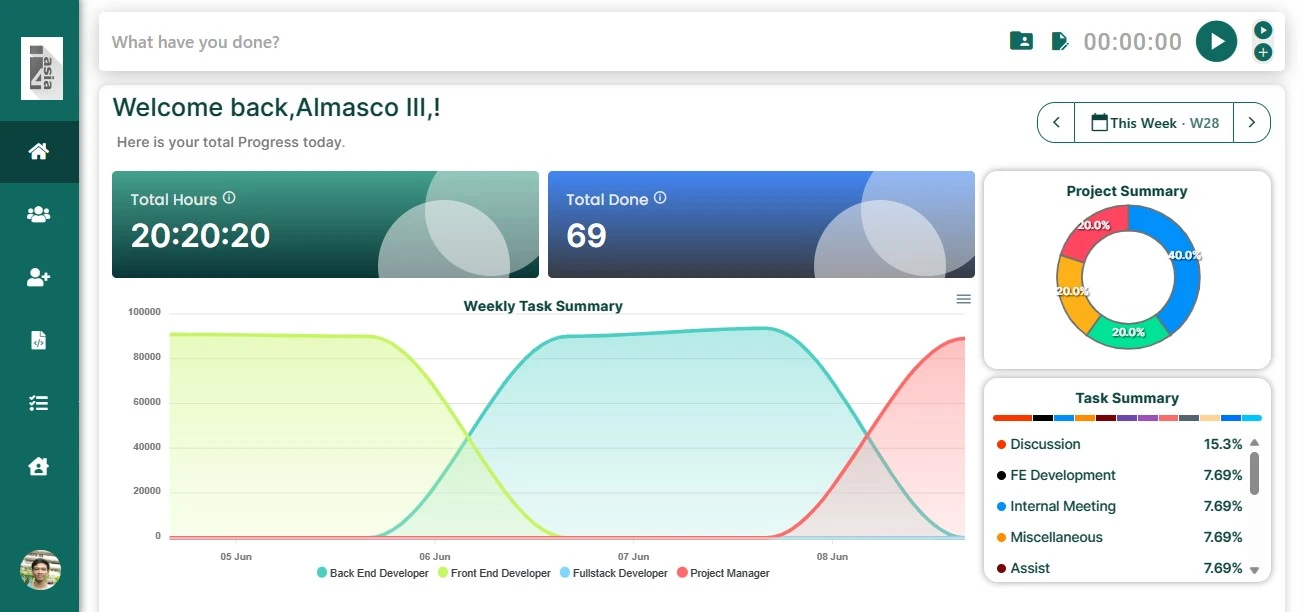 i4
asia
What have you done?
00:00:00
Welcome back,Almasco III,!
Here is your total Progress today.
This Week · W28
Total Hours
20:20:20
Total Done
69
Project Summary
20.0%
40.0%
20.0%
20.0%
Weekly Task Summary
100000
80000
60000
40000
20000
0
05 Jun
06 Jun
07 Jun
08 Jun
Back End Developer
Front End Developer
Fullstack Developer
Project Manager
Task Summary
Discussion 15.3%
FE Development 7.69%
Internal Meeting 7.69%
Miscellaneous 7.69%
Assist 7.69%